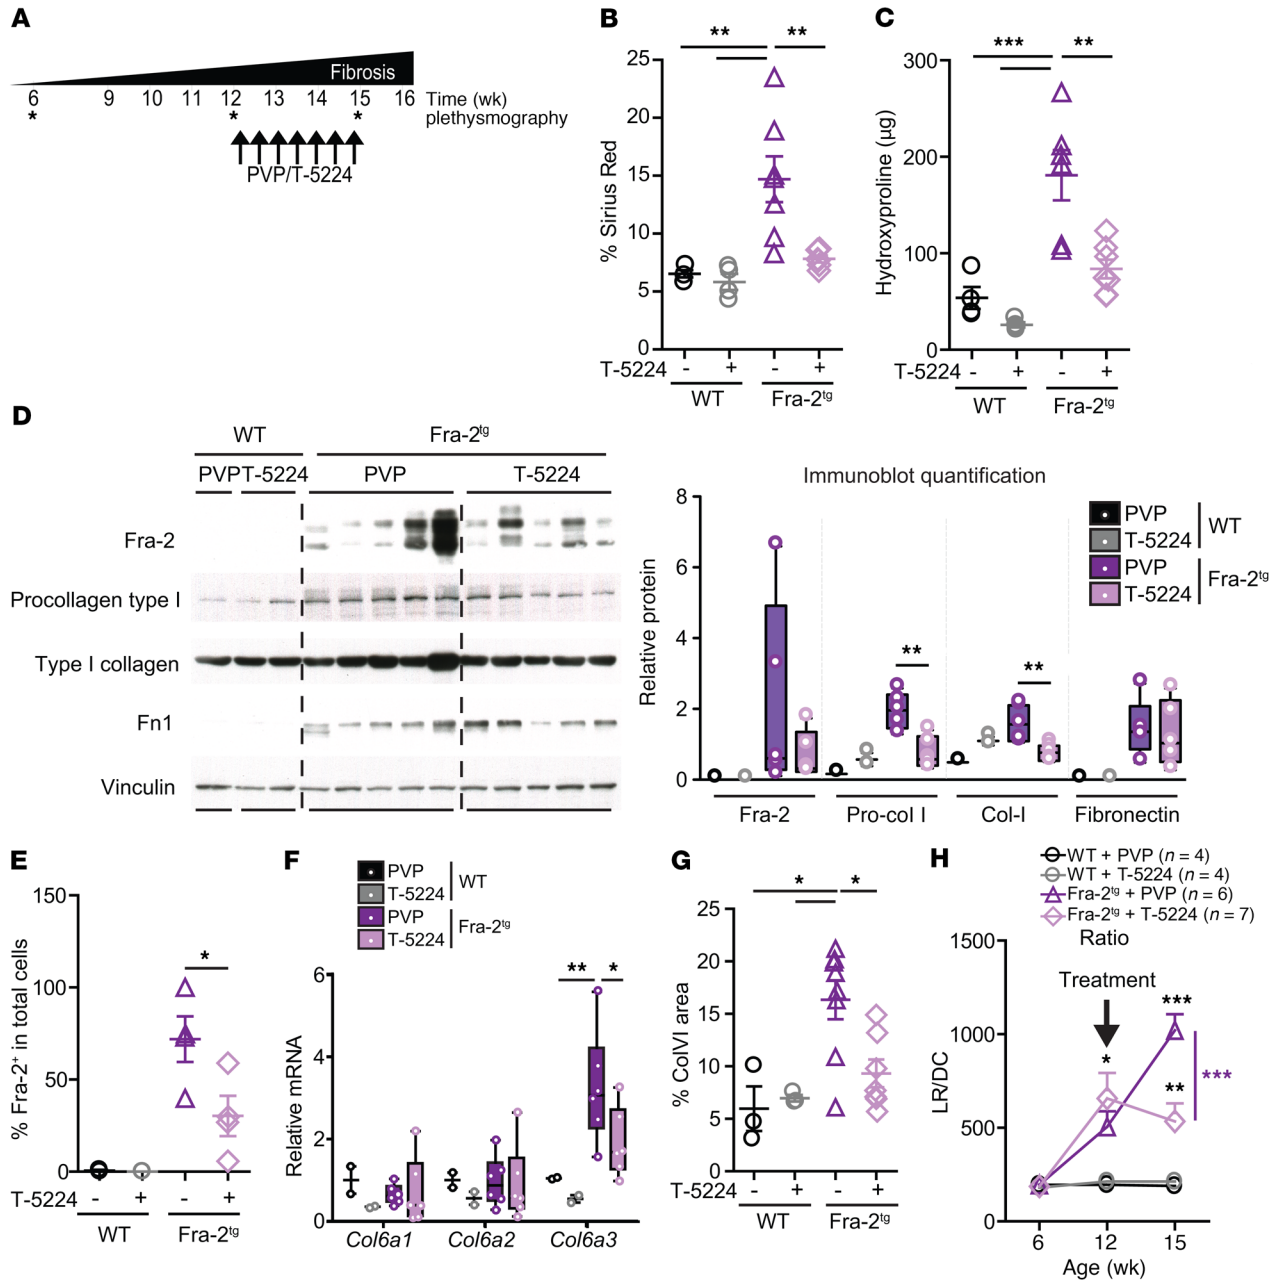 A
Fibrosis
6 9 10 11 12 13 14 15 16 Time (wk)
* * * plethysmography
PVP/T-5224
B
** **
% Sirius Red
25
20
15
10
5
0
T-5224 - + - +
WT Fra-2tg
C
*** **
Hydroxyproline (µg)
300
200
100
0
T-5224 - + - +
WT Fra-2tg
D
WT Fra-2tg
PVP T-5224 PVP T-5224
Fra-2
Procollagen type I
Type I collagen
Fn1
Vinculin
Immunoblot quantification
Relative protein
8
6
4
2
0
PVP
T-5224
WT
PVP
T-5224
Fra-2tg
** **
Fra-2 Pro-col I Col-I Fibronectin
E
% Fra-2+ in total cells
150
100
50
0
*
T-5224 - + - +
WT Fra-2tg
F
PVP
T-5224
WT
PVP
T-5224
Fra-2tg
Relative mRNA
6
4
2
0
** *
Col6a1 Col6a2 Col6a3
G
* *
% ColVI area
25
20
15
10
5
0
T-5224 - + - +
WT Fra-2tg
H
WT + PVP (n = 4)
WT + T-5224 (n = 4)
Fra-2tg + PVP (n = 6)
Fra-2tg + T-5224 (n = 7)
Ratio
LR/DC
1500
1000
500
0
Treatment
*
***
**
***
6 12 15
Age (wk)